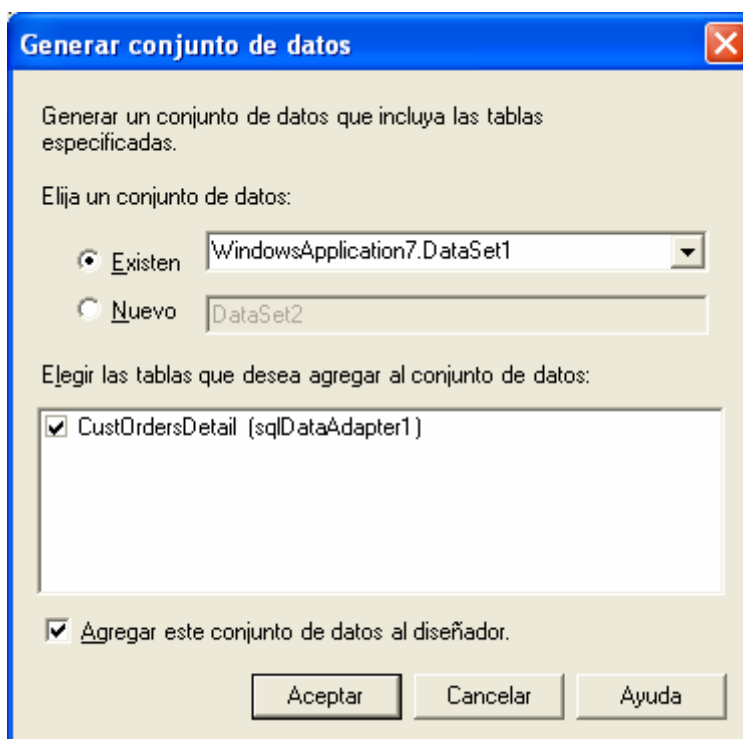 Generar conjunto de datos
Generar un conjunto de datos que incluya las tablas
especificadas.
Elija un conjunto de datos:
Existen
WindowsApplication7.DataSet1
Nuevo
DataSet2
Elegir las tablas que desea agregar al conjunto de datos:
CustOrdersDetail (sqlDataAdapter1)
Agregar este conjunto de datos al diseñador.
Aceptar
Cancelar
Ayuda